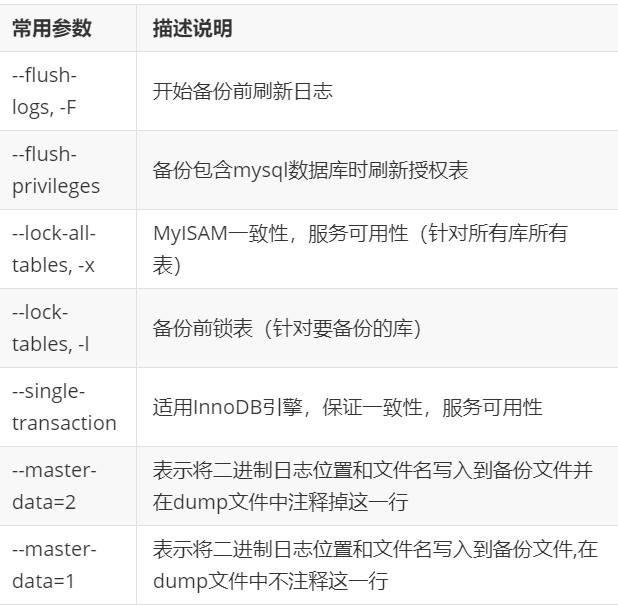 常用参数 描述说明
--flush-
logs, -F
开始备份前刷新日志
--flush-
privileges
备份包含mysql数据库时刷新授权表
--lock-all-
tables, -x
MyISAM一致性，服务可用性（针对所有库所有
表）
--lock-
tables, -l
备份前锁表（针对要备份的库）
--single-
transaction
适用InnoDB引擎，保证一致性，服务可用性
--master-
data=2
表示将二进制日志位置和文件名写入到备份文件并
在dump文件中注释掉这一行
--master-
data=1
表示将二进制日志位置和文件名写入到备份文件,在
dump文件中不注释这一行